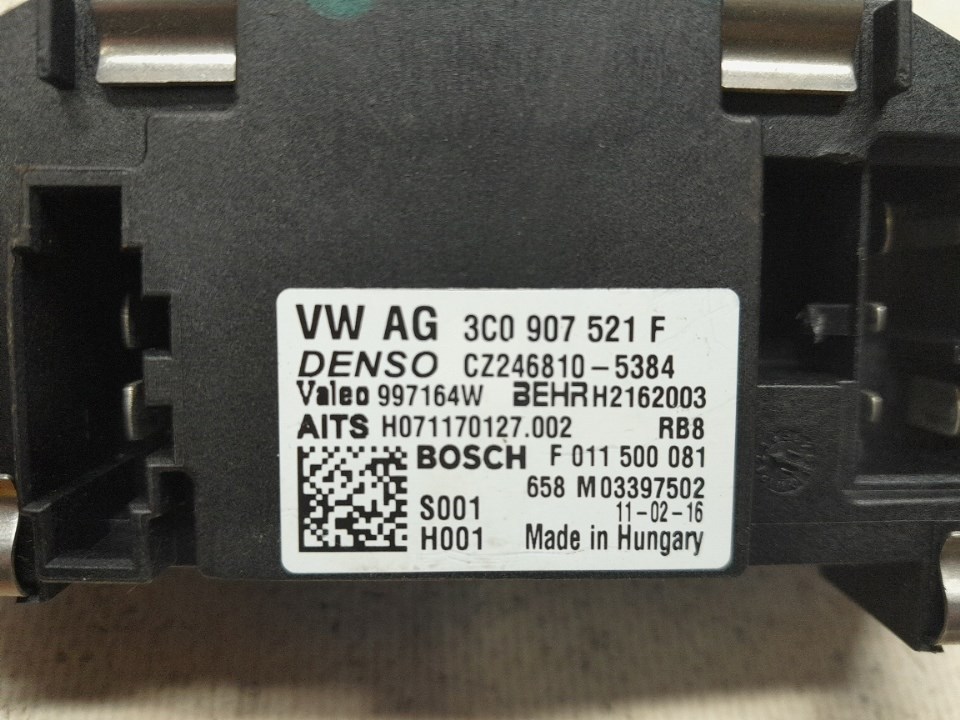 VW AG 3C0 907 521 F
DENSO CZ246810-5384
Valeo 997164W BEHR H2162003
AITS H071170127.002 RB8
BOSCH F 011 500 081
658 M03397502
S001 11-02-16
H001 Made in Hungary